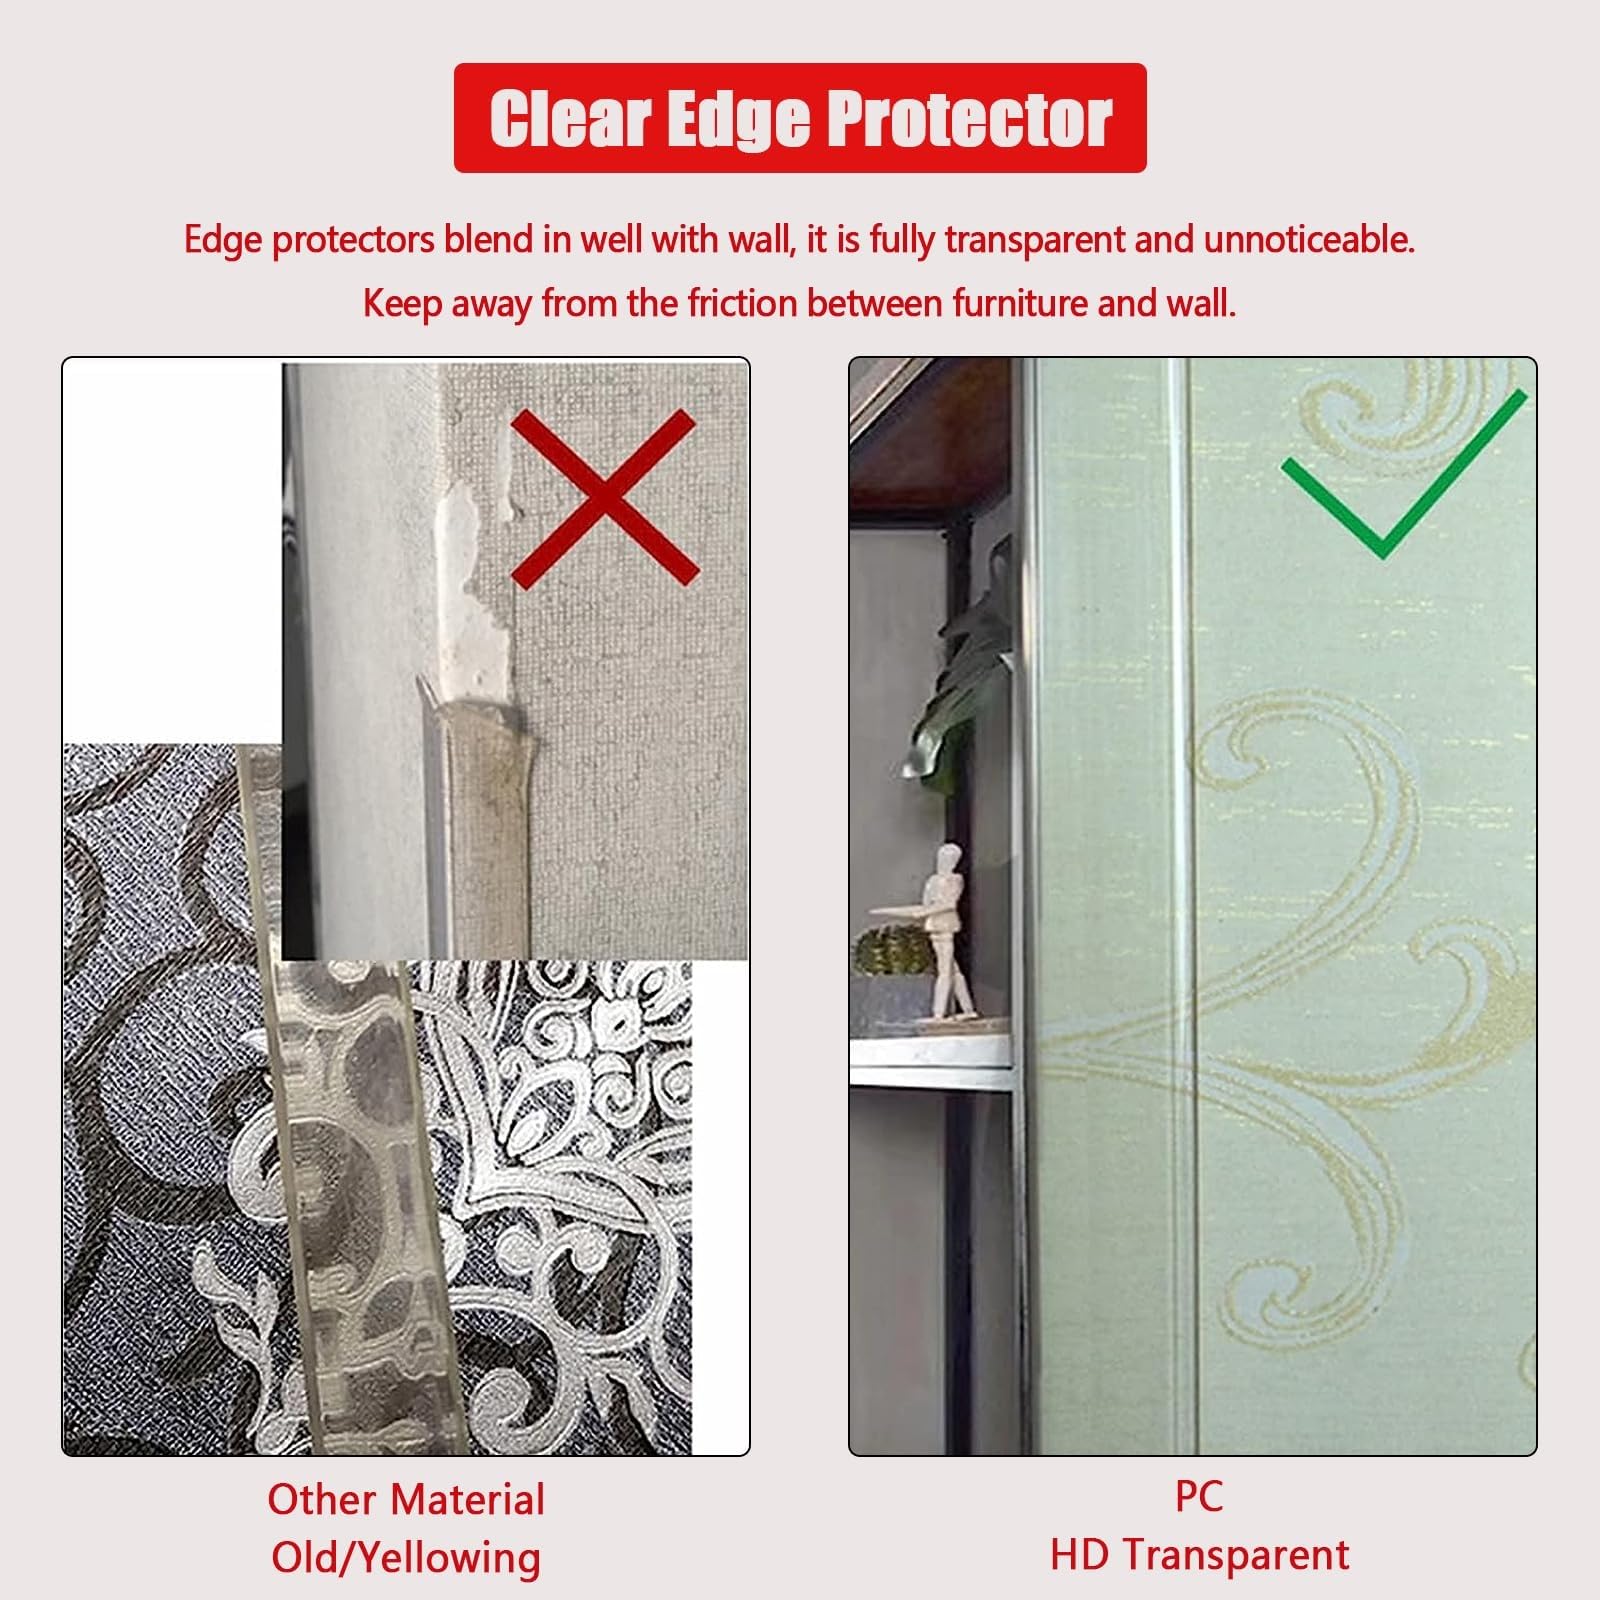 Clear Edge Protector
Edge protectors blend in well with wall, it is fully transparent and unnoticeable.
Keep away from the friction between furniture and wall.
Other Material
Old/Yellowing
PC
HD Transparent